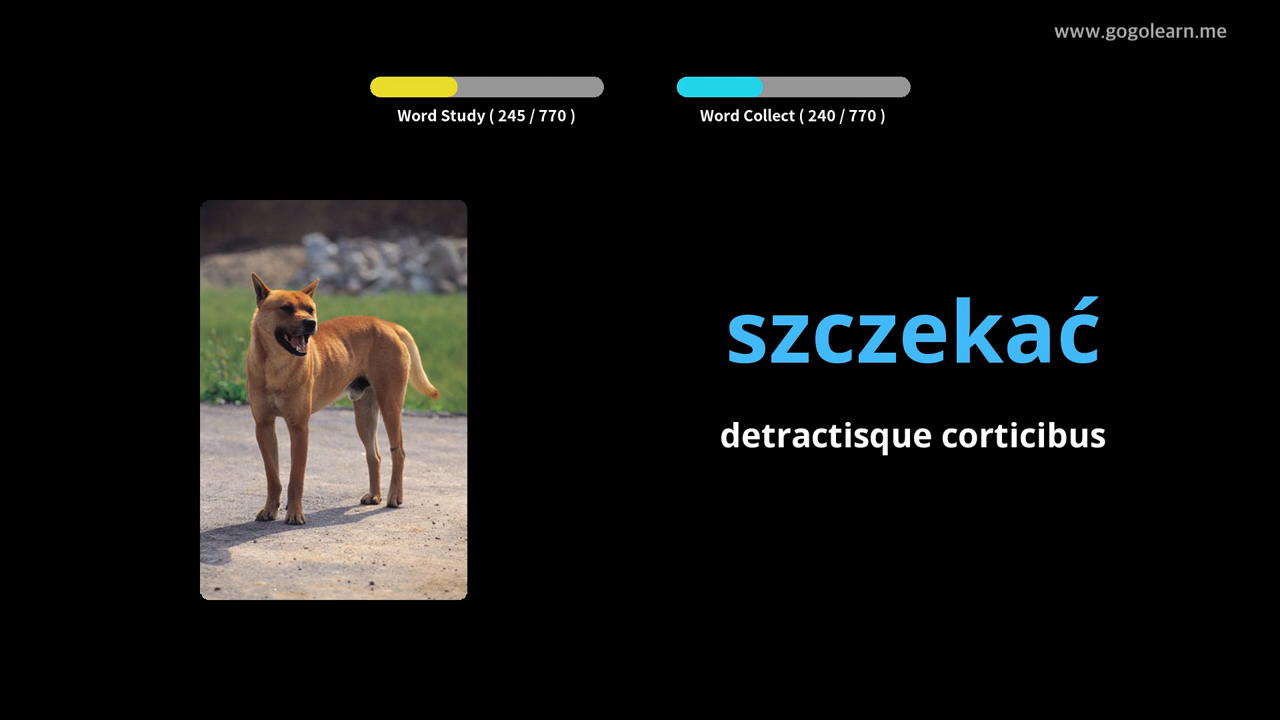 www.gogolearn.me
Word Study ( 245 / 770 )
Word Collect ( 240 / 770 )
szczekać
detractisque corticibus